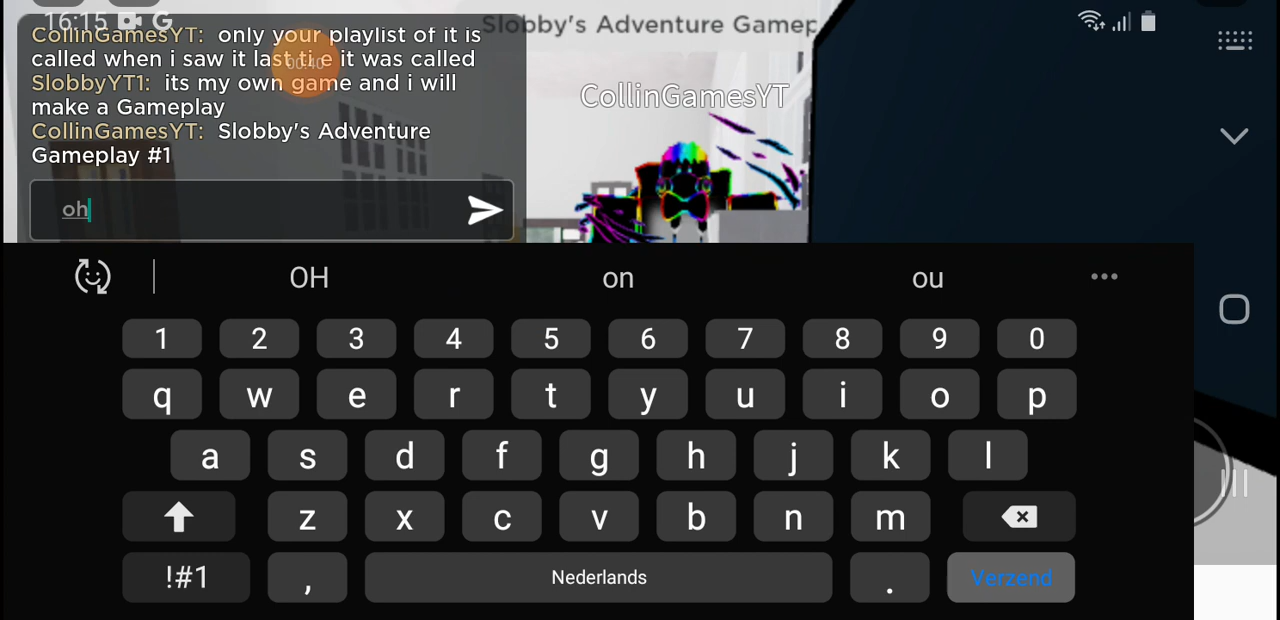 16:15 G
Slobby's Adventure Gamep
CollinGamesYT: only your playlist of it is
called when i saw it last ti e it was called
00:40
SlobbyYT1: its my own game and i will
make a Gameplay
CollinGamesYT: Slobby's Adventure
Gameplay #1
CollinGamesYT
oh
OH on ou
1 2 3 4 5 6 7 8 9 0
q w e r t y u i o p
a s d f g h j k l
z x c v b n m
!#1 , Nederlands . Verzend